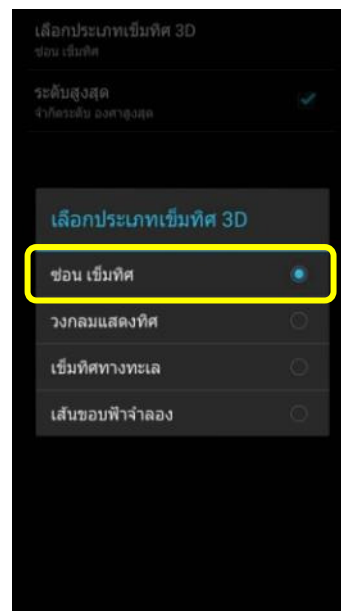 เลือกประเภทเข็มทิศ 3D
ซ่อน เข็มทิศ
ระดับสูงสุด
จำกัดระดับ องศาสูงสุด
เลือกประเภทเข็มทิศ 3D
ซ่อน เข็มทิศ
วงกลมแสดงทิศ
เข็มทิศทางทะเล
เส้นขอบฟ้าจำลอง